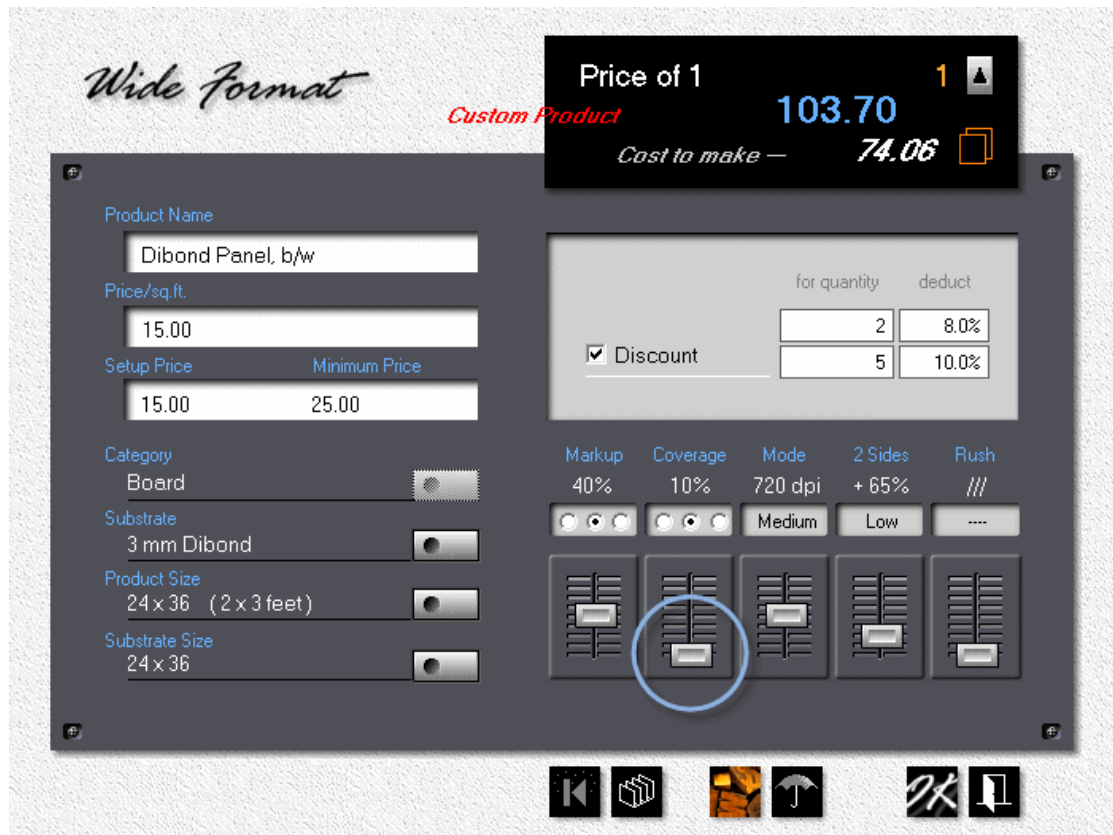 Wide Format
Custom Product
Price of 1 1
103.70
Cost to make — 74.06
Product Name
Dibond Panel, b/w
Price/sq.ft.
15.00
Setup Price Minimum Price
15.00 25.00
Category
Board
Substrate
3 mm Dibond
Product Size
24 x 36 ( 2 x 3 feet )
Substrate Size
24 x 36
for quantity deduct
2 8.0%
Discount
5 10.0%
Markup Coverage Mode 2 Sides Rush
40% 10% 720 dpi + 65% ///
Medium Low ----
OK